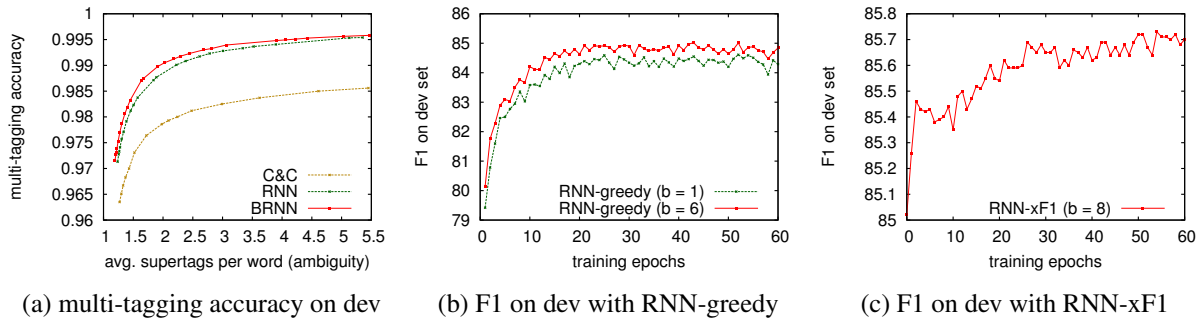 multi-tagging accuracy
1
0.995
0.99
0.985
0.98
0.975
0.97
0.965
0.96
C&C
RNN
BRNN
1 1.5 2 2.5 3 3.5 4 4.5 5 5.5
avg. supertags per word (ambiguity)
(a) multi-tagging accuracy on dev
F1 on dev set
86
85
84
83
82
81
80
79
RNN-greedy (b = 1)
RNN-greedy (b = 6)
0 10 20 30 40 50 60
training epochs
(b) F1 on dev with RNN-greedy
F1 on dev set
85.8
85.7
85.6
85.5
85.4
85.3
85.2
85.1
85
RNN-xF1 (b = 8)
0 10 20 30 40 50 60
training epochs
(c) F1 on dev with RNN-xF1